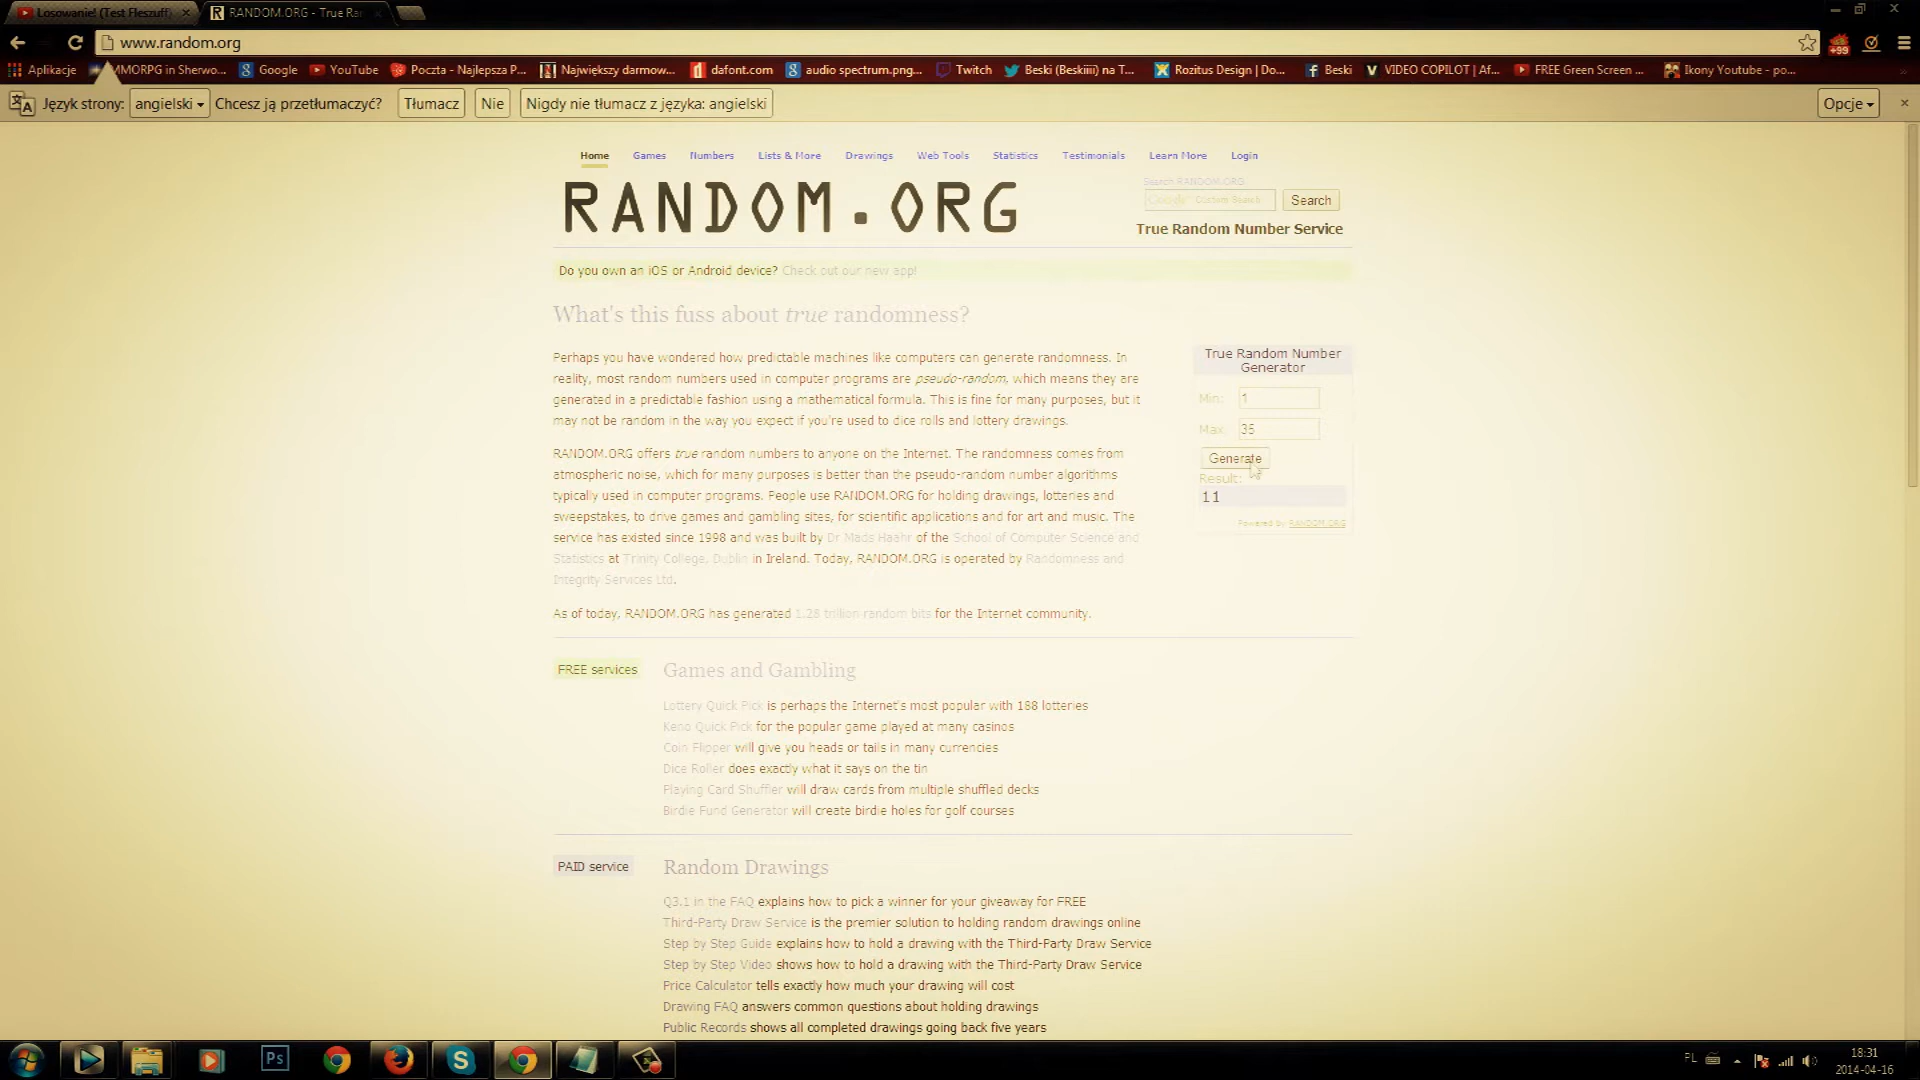 Losowanie! (Test Fleszuff)
RANDOM.ORG - True Ra
www.random.org
+99
Aplikacje
MMORPG in Sherwo...
Google
YouTube
Poczta - Najlepsza P...
Największy darmow...
dafont.com
audio spectrum.png...
Twitch
Beski (Beskiiii) na T...
Rozitus Design | Do...
Beski
VIDEO COPILOT | Af...
FREE Green Screen ...
Ikony Youtube - po...
Język strony: angielski Chcesz ją przetłumaczyć? Tłumacz Nie Nigdy nie tłumacz z języka: angielski Opcje
Home Games Numbers Lists & More Drawings Web Tools Statistics Testimonials Learn More Login
RANDOM.ORG
Search RANDOM.ORG
Google Custom Search Search
True Random Number Service
Do you own an iOS or Android device? Check out our new app!
What's this fuss about true randomness?
Perhaps you have wondered how predictable machines like computers can generate randomness. In
reality, most random numbers used in computer programs are pseudo-random, which means they are
generated in a predictable fashion using a mathematical formula. This is fine for many purposes, but it
may not be random in the way you expect if you're used to dice rolls and lottery drawings.
RANDOM.ORG offers true random numbers to anyone on the Internet. The randomness comes from
atmospheric noise, which for many purposes is better than the pseudo-random number algorithms
typically used in computer programs. People use RANDOM.ORG for holding drawings, lotteries and
sweepstakes, to drive games and gambling sites, for scientific applications and for art and music. The
service has existed since 1998 and was built by Dr Mads Haahr of the School of Computer Science and
Statistics at Trinity College, Dublin in Ireland. Today, RANDOM.ORG is operated by Randomness and
Integrity Services Ltd.
As of today, RANDOM.ORG has generated 1.28 trillion random bits for the Internet community.
True Random Number
Generator
Min: 1
Max: 35
Generate
Result:
11
Powered by RANDOM.ORG
FREE services
Games and Gambling
Lottery Quick Pick is perhaps the Internet's most popular with 188 lotteries
Keno Quick Pick for the popular game played at many casinos
Coin Flipper will give you heads or tails in many currencies
Dice Roller does exactly what it says on the tin
Playing Card Shuffler will draw cards from multiple shuffled decks
Birdie Fund Generator will create birdie holes for golf courses
PAID service
Random Drawings
Q3.1 in the FAQ explains how to pick a winner for your giveaway for FREE
Third-Party Draw Service is the premier solution to holding random drawings online
Step by Step Guide explains how to hold a drawing with the Third-Party Draw Service
Step by Step Video shows how to hold a drawing with the Third-Party Draw Service
Price Calculator tells exactly how much your drawing will cost
Drawing FAQ answers common questions about holding drawings
Public Records shows all completed drawings going back five years
Ps
PL
18:31
2014-04-16